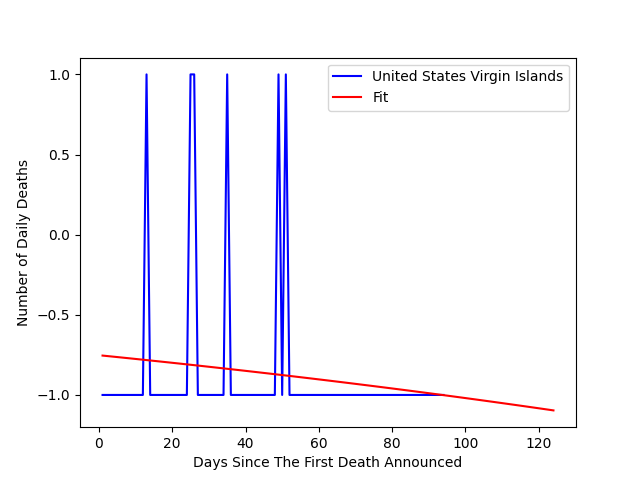 United States Virgin Islands
Fit
1.0
0.5
0.0
−0.5
−1.0
Number of Daily Deaths
0 20 40 60 80 100 120
Days Since The First Death Announced